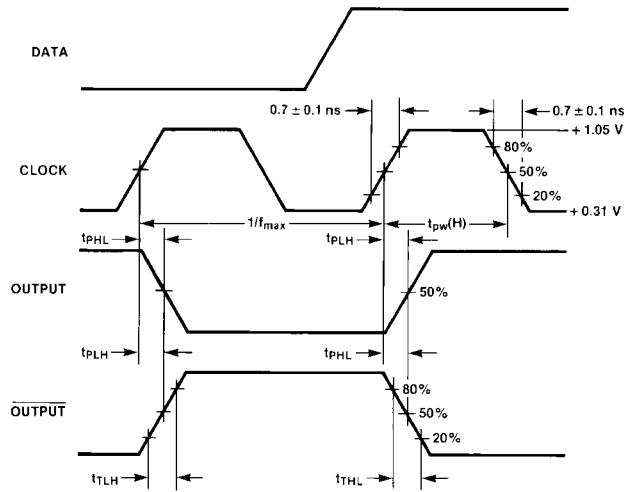 DATA
0.7 ± 0.1 ns
0.7 ± 0.1 ns
+ 1.05 V
80%
CLOCK
50%
20%
+ 0.31 V
1/fmax
tpw(H)
tPHL
tPLH
OUTPUT
50%
tPLH
tPHL
80%
OUTPUT
50%
20%
tTLH
tTHL